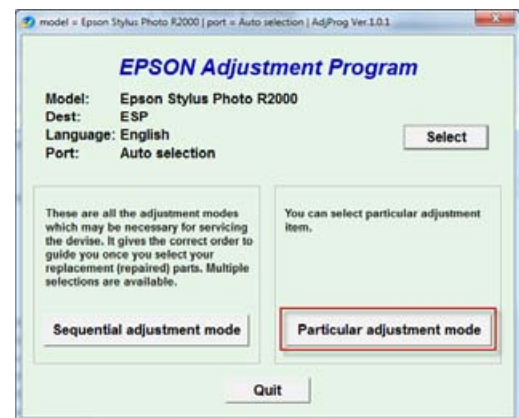 model = Epson Stylus Photo R2000 | port = Auto selection | AdjProg Ver.1.0.1
EPSON Adjustment Program
Model: Epson Stylus Photo R2000
Dest: ESP
Language: English
Port: Auto selection
Select
These are all the adjustment modes
which may be necessary for servicing
the devise. It gives the correct order to
guide you once you select your
replacement (repaired) parts. Multiple
selections are available.
Sequential adjustment mode
You can select particular adjustment
item.
Particular adjustment mode
Quit